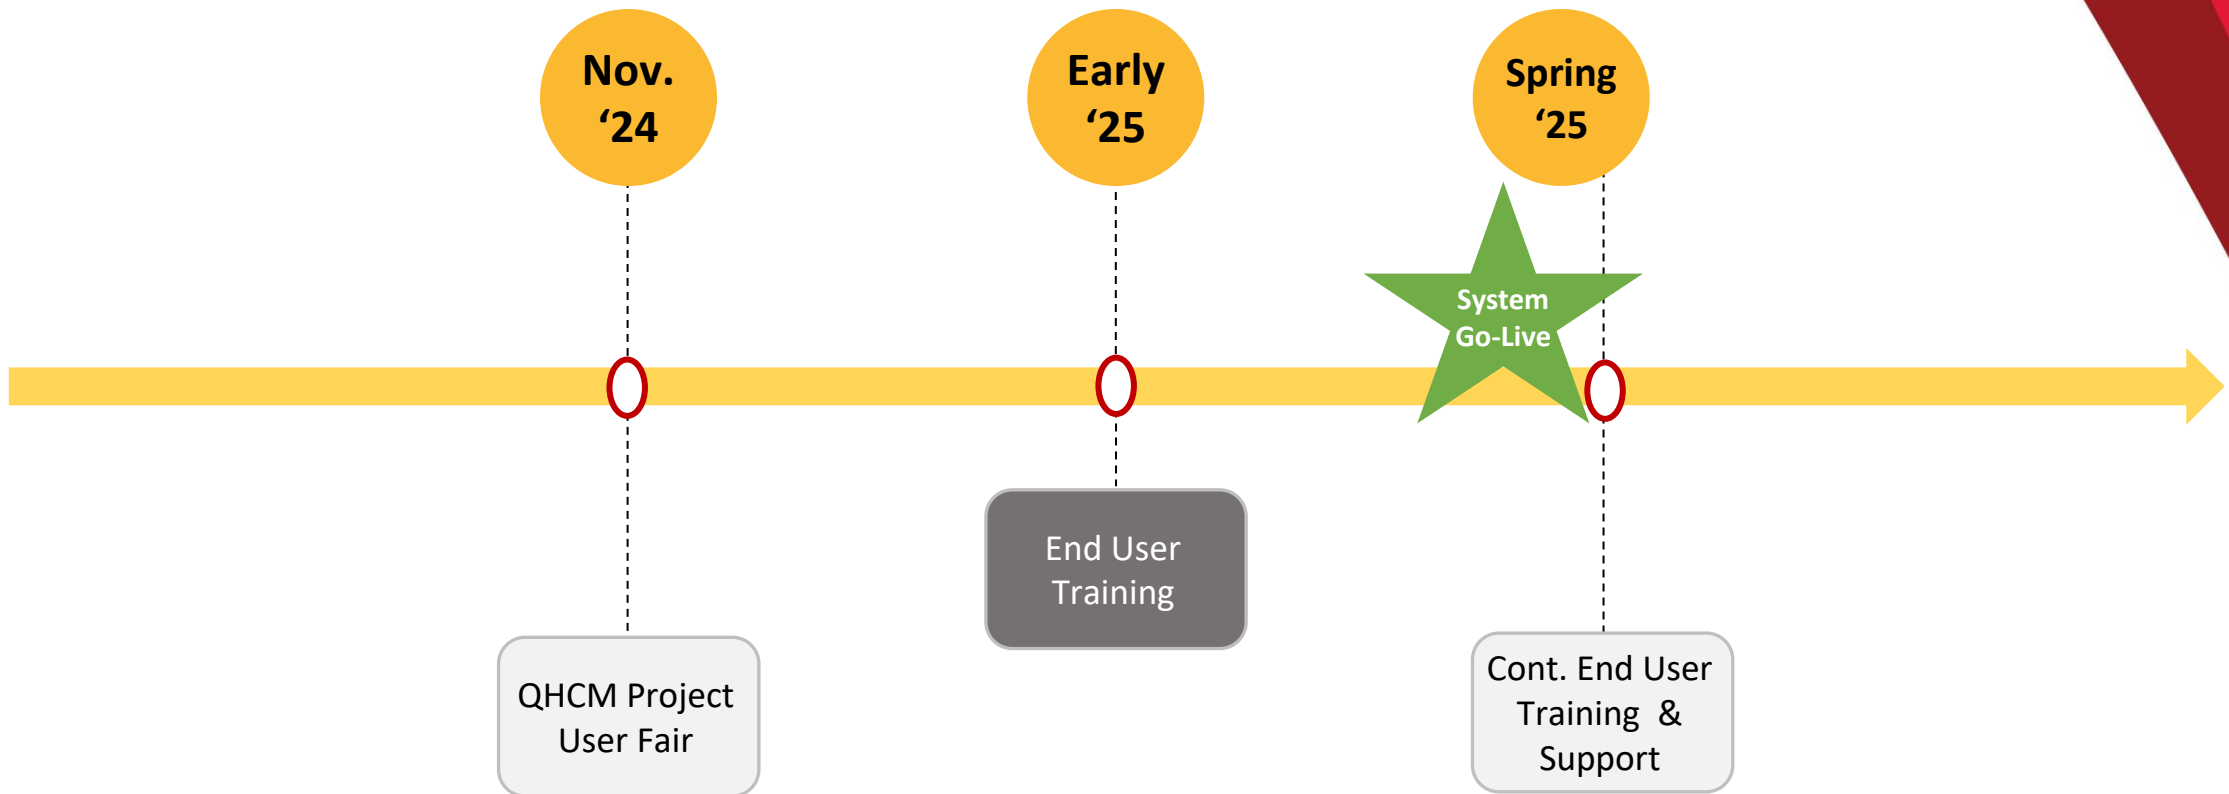 Nov.
‘24
Early
‘25
Spring
‘25
System
Go-Live
End User
Training
QHCM Project
User Fair
Cont. End User
Training  &
Support